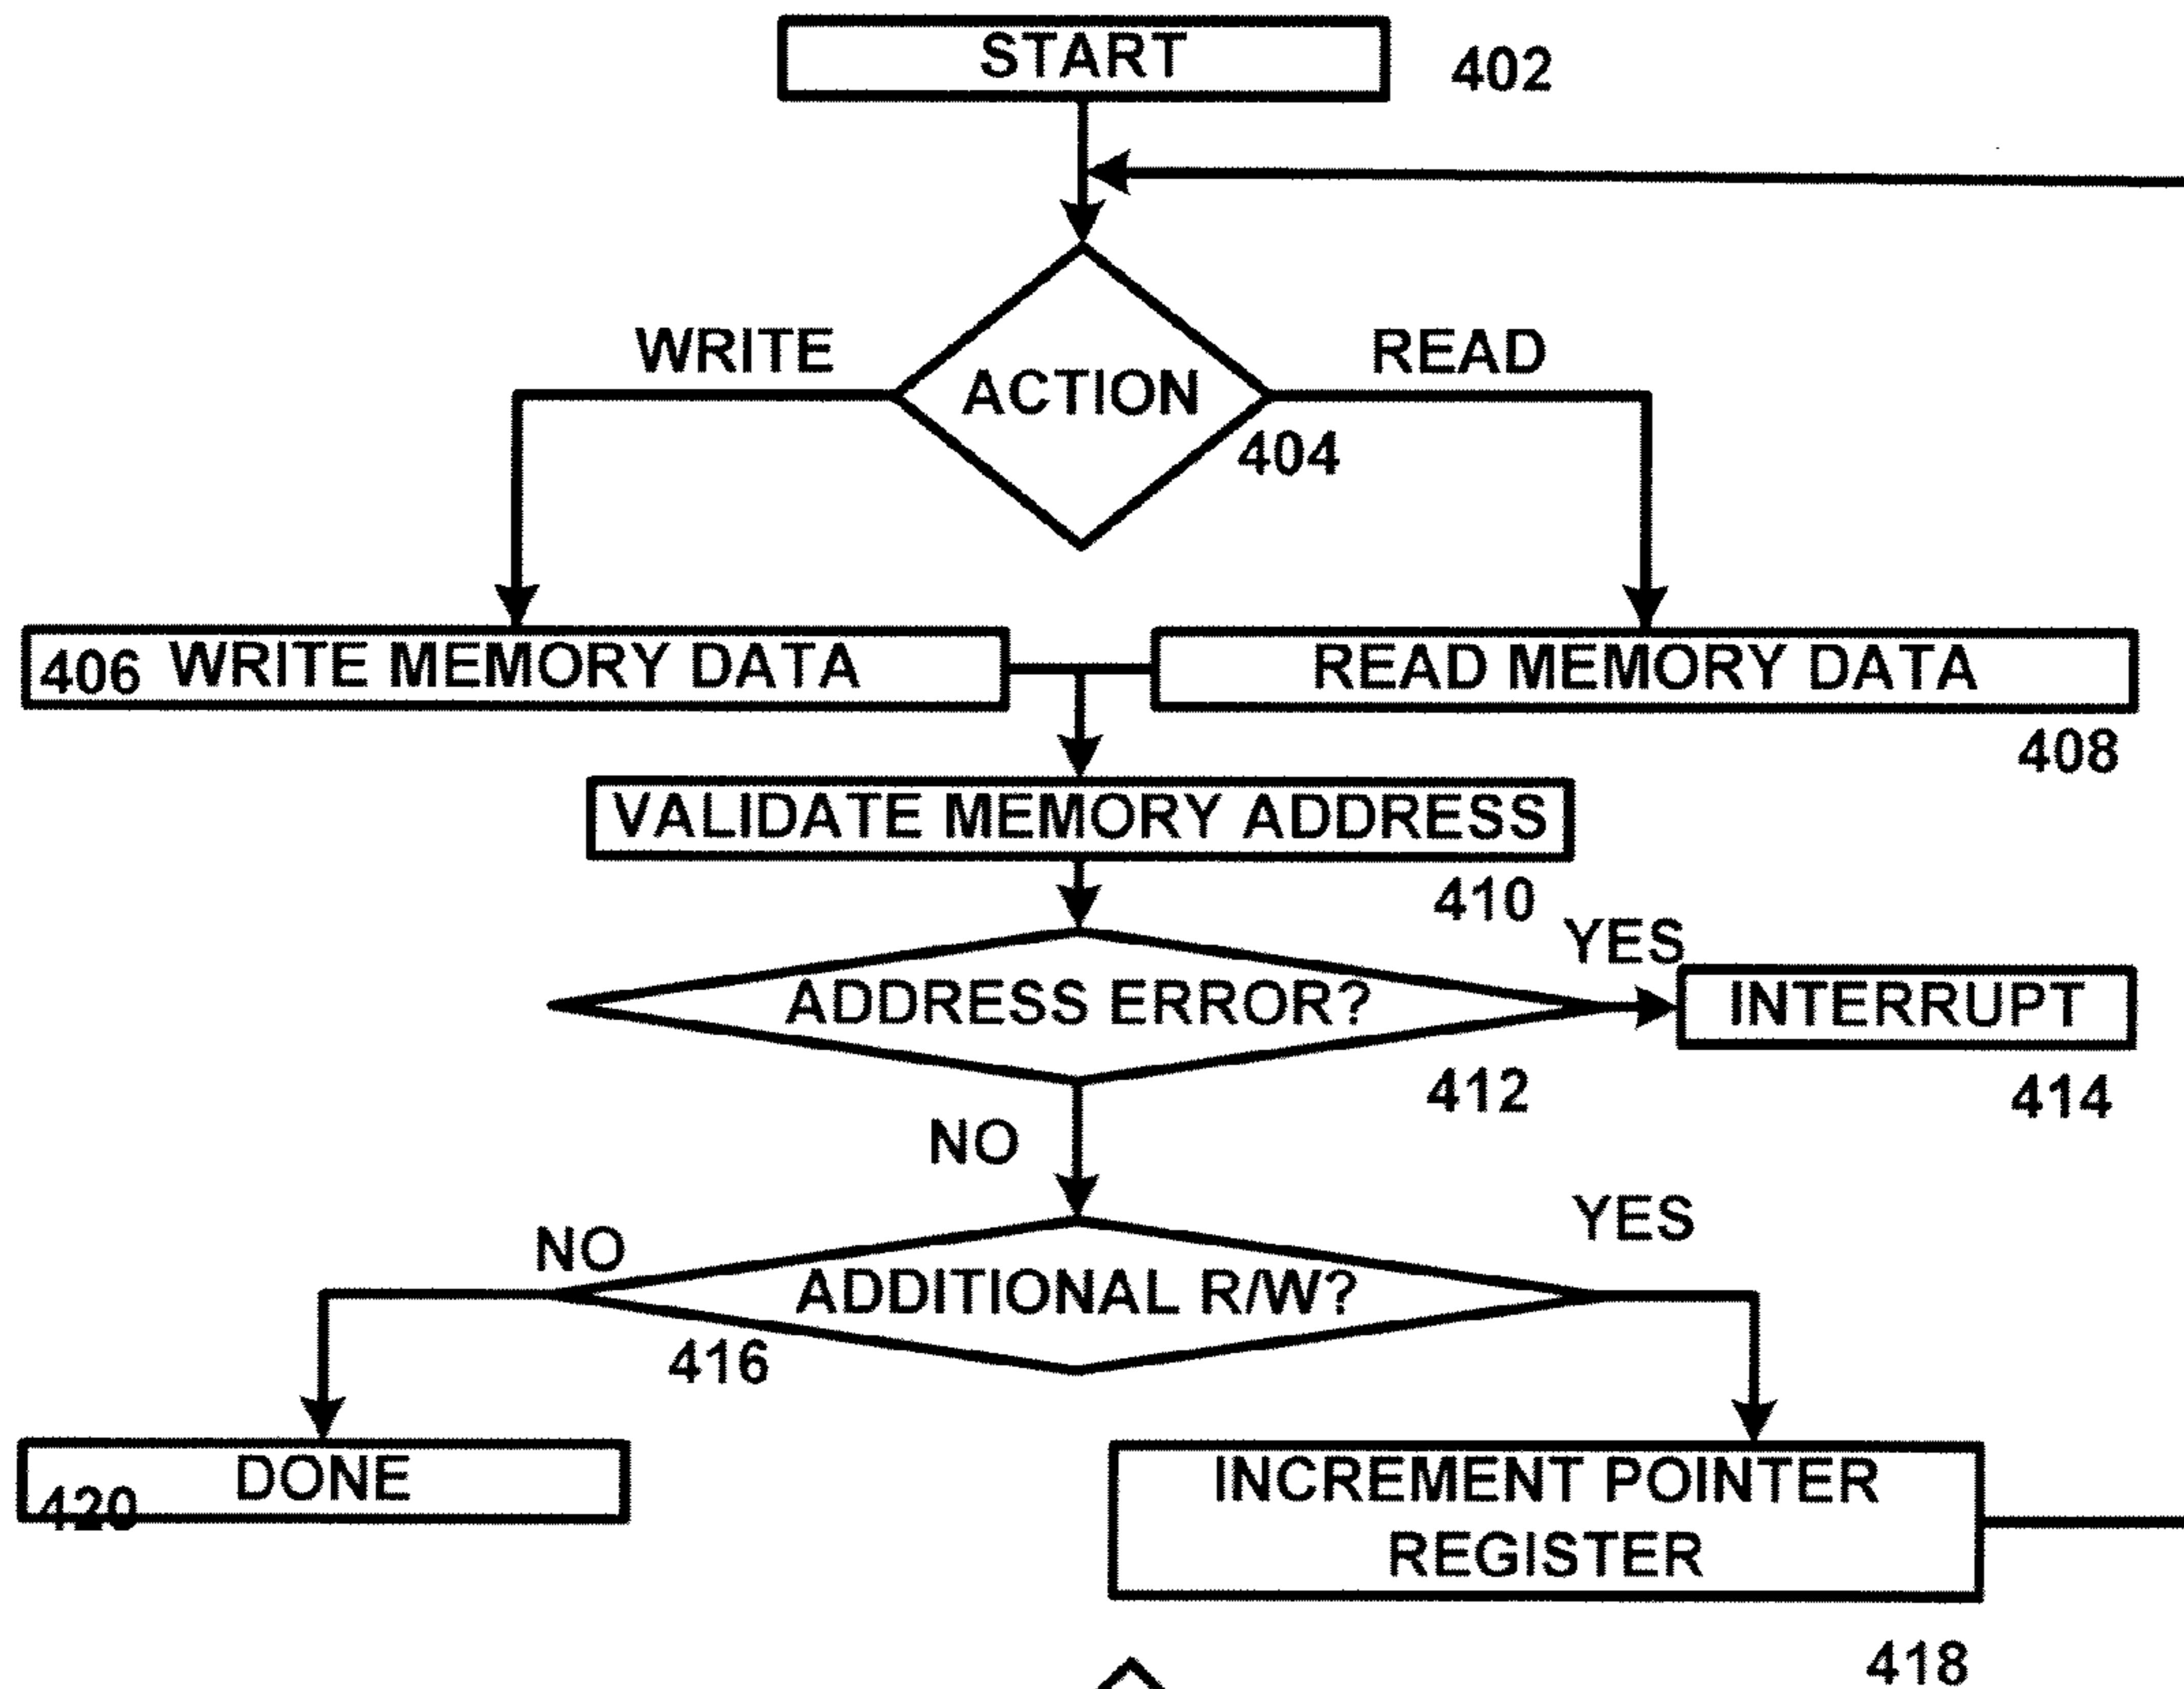 START
402
WRITE
READ
ACTION
404
406 WRITE MEMORY DATA
READ MEMORY DATA
408
VALIDATE MEMORY ADDRESS
410
YES
ADDRESS ERROR?
INTERRUPT
412
414
NO
YES
NO
ADDITIONAL R/W?
416
DONE
420
INCREMENT POINTER
REGISTER
418